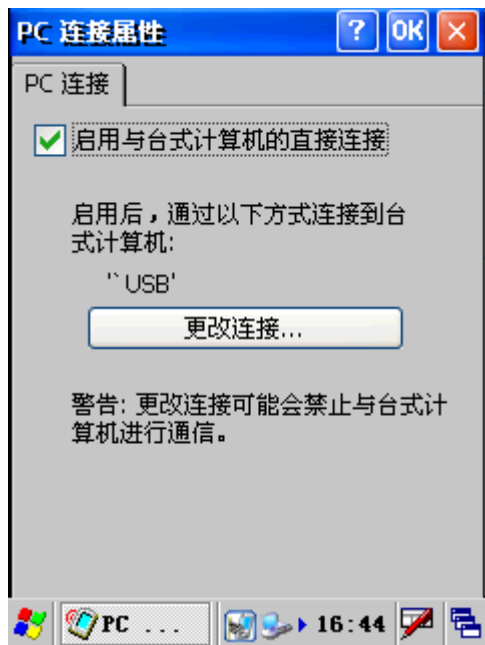 PC 连接属性
? OK ×
PC 连接
启用与台式计算机的直接连接
启用后，通过以下方式连接到台
式计算机:
'`USB'
更改连接...
警告: 更改连接可能会禁止与台式计
算机进行通信。
PC ... 16:44